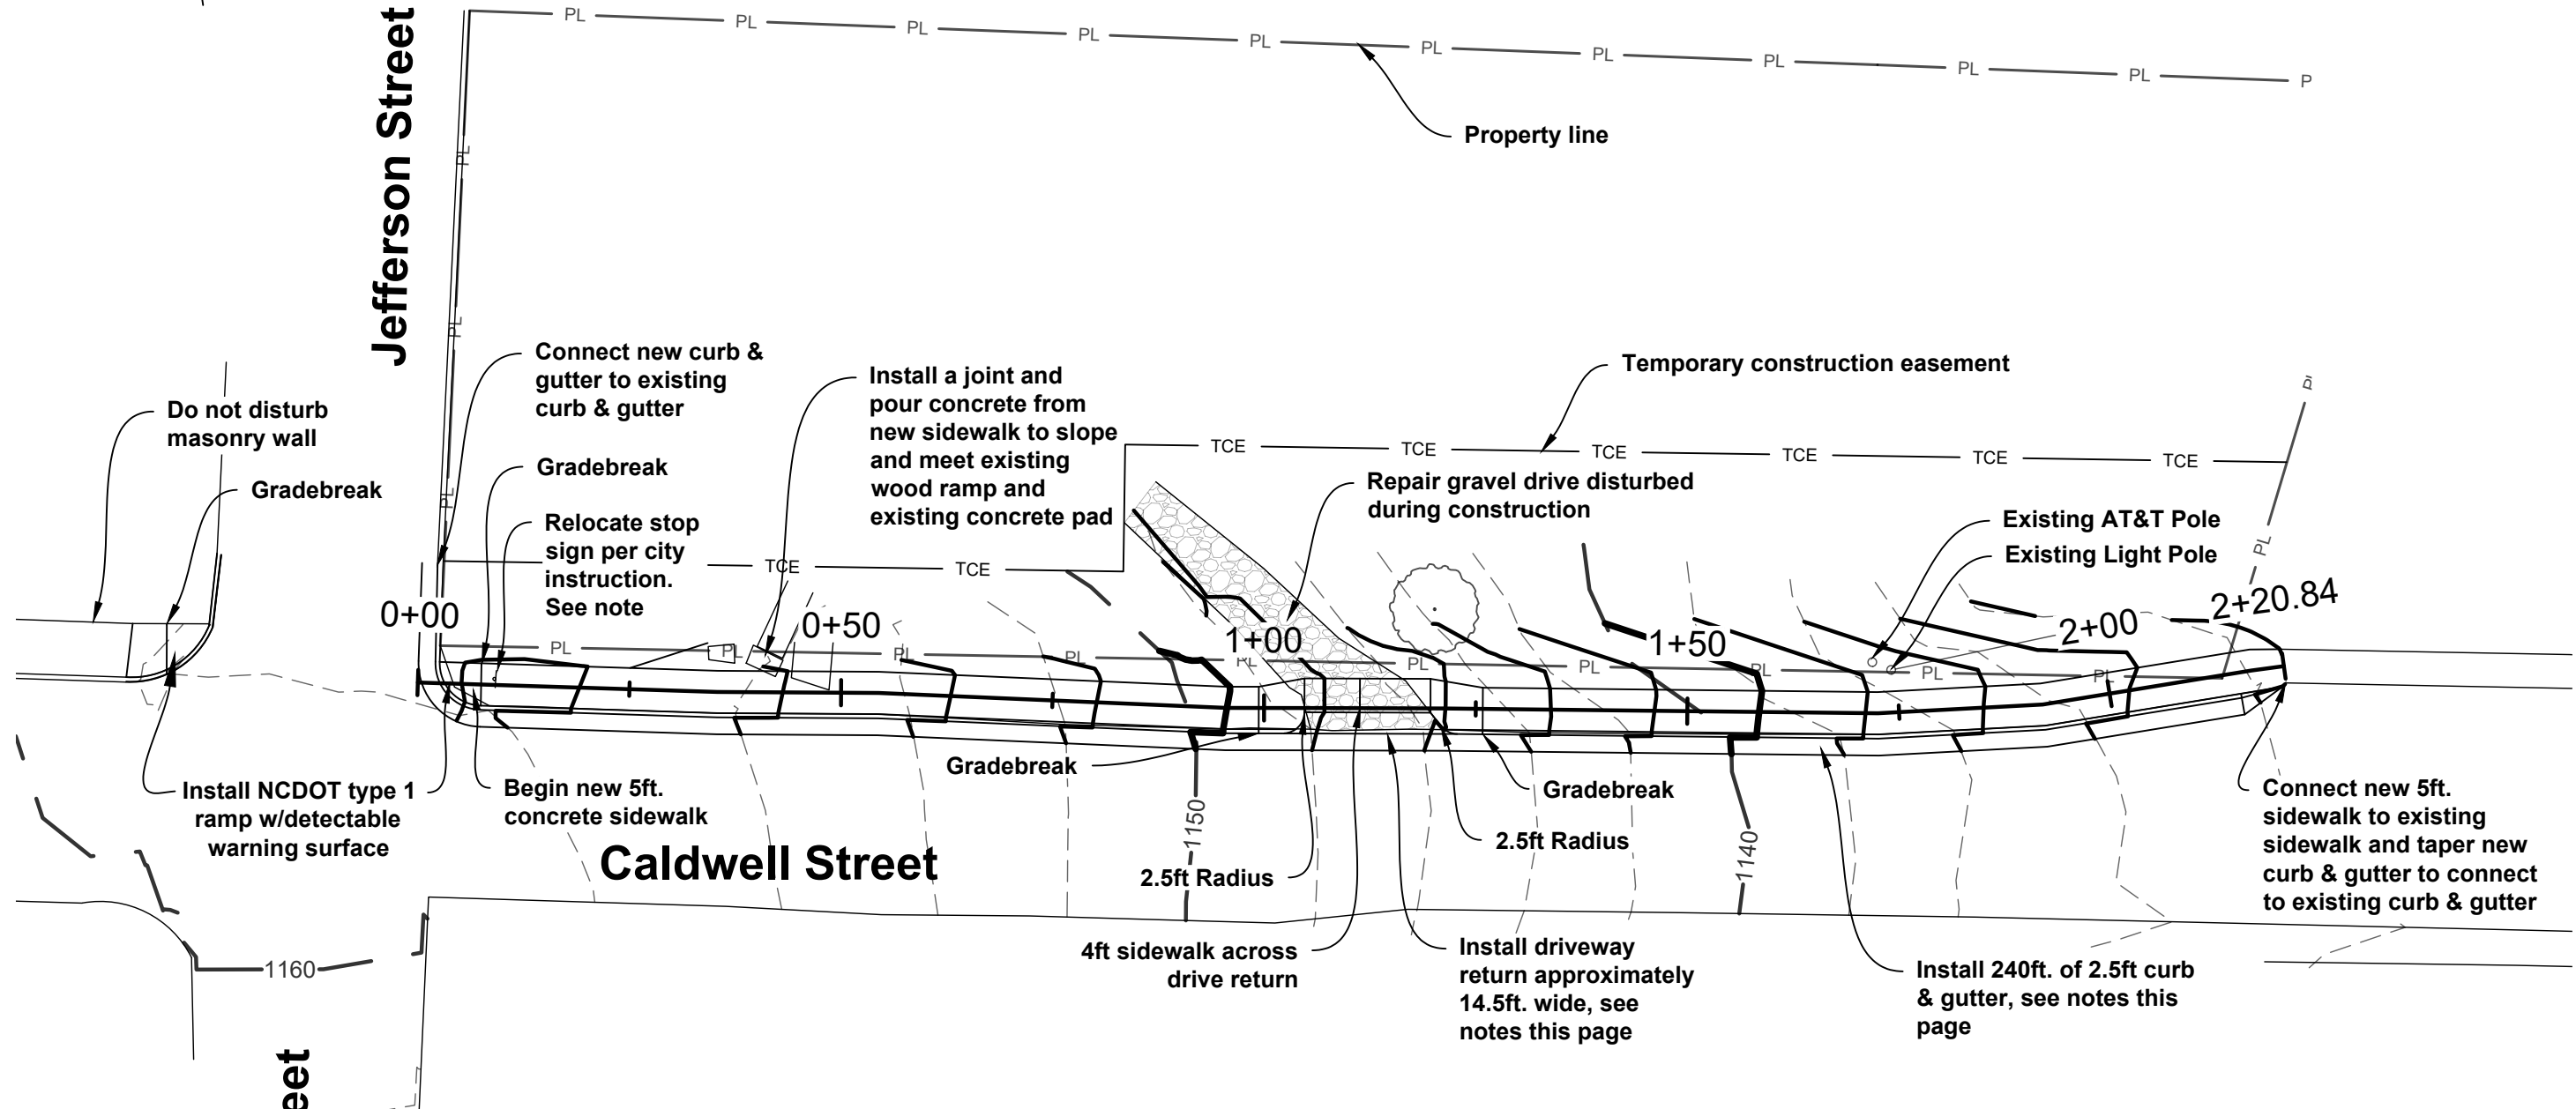 Jefferson Street
PL PL PL PL PL PL PL PL PL PL P
Property line
PL
PL
PL
PL
Connect new curb &
gutter to existing
curb & gutter
Install a joint and
pour concrete from
new sidewalk to slope
and meet existing
wood ramp and
existing concrete pad
Temporary construction easement
Do not disturb
masonry wall
Gradebreak
Gradebreak
Relocate stop
sign per city
instruction.
See note
TCE TCE TCE TCE TCE TCE
TCE TCE
Repair gravel drive disturbed
during construction
Existing AT&T Pole
Existing Light Pole
PL
0+00
0+50
1+00
1+50
2+00
2+20.84
PL PL PL PL PL PL PL PL PL PL
Install NCDOT type 1
ramp w/detectable
warning surface
Begin new 5ft.
concrete sidewalk
Gradebreak
Gradebreak
2.5ft Radius
2.5ft Radius
1150
1140
Caldwell Street
Connect new 5ft.
sidewalk to existing
sidewalk and taper new
curb & gutter to connect
to existing curb & gutter
4ft sidewalk across
drive return
Install driveway
return approximately
14.5ft. wide, see
notes this page
Install 240ft. of 2.5ft curb
& gutter, see notes this
page
1160
eet